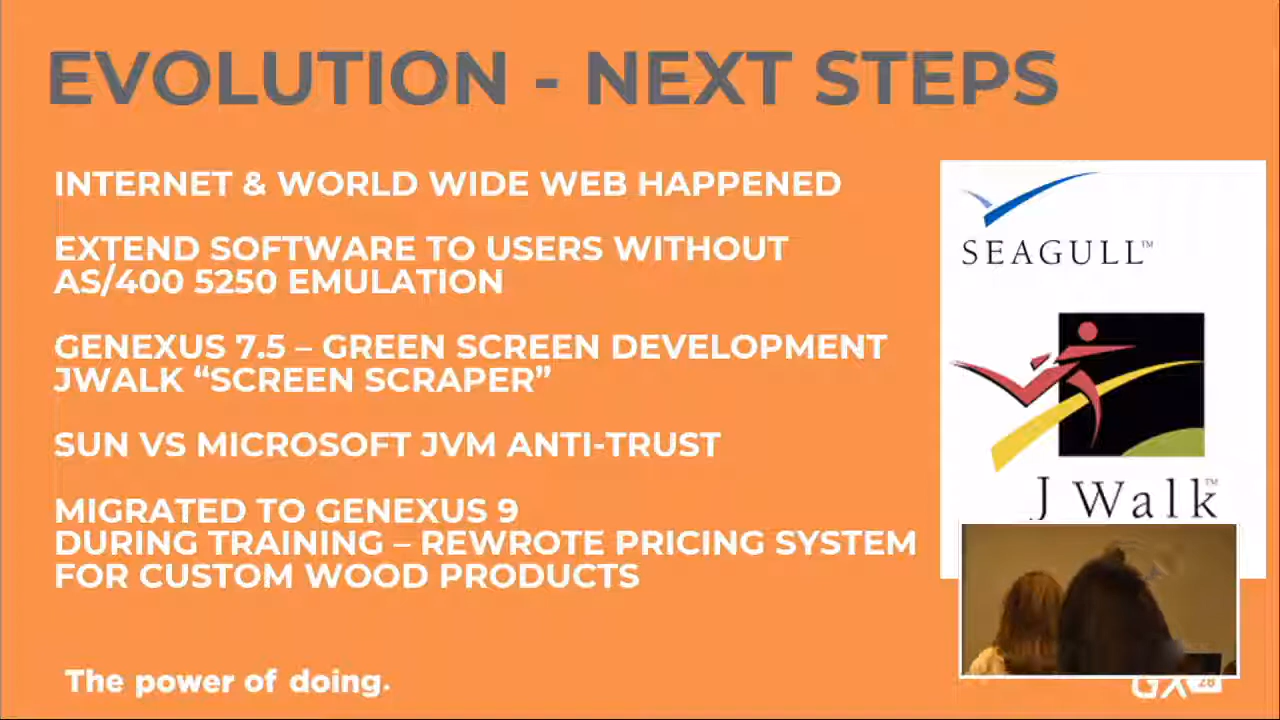 EVOLUTION - NEXT STEPS
INTERNET & WORLD WIDE WEB HAPPENED
EXTEND SOFTWARE TO USERS WITHOUT
AS/400 5250 EMULATION
GENEXUS 7.5 – GREEN SCREEN DEVELOPMENT
JWALK “SCREEN SCRAPER”
SUN VS MICROSOFT JVM ANTI-TRUST
MIGRATED TO GENEXUS 9
DURING TRAINING – REWROTE PRICING SYSTEM
FOR CUSTOM WOOD PRODUCTS
SEAGULL™
J Walk™
The power of doing.
GX28